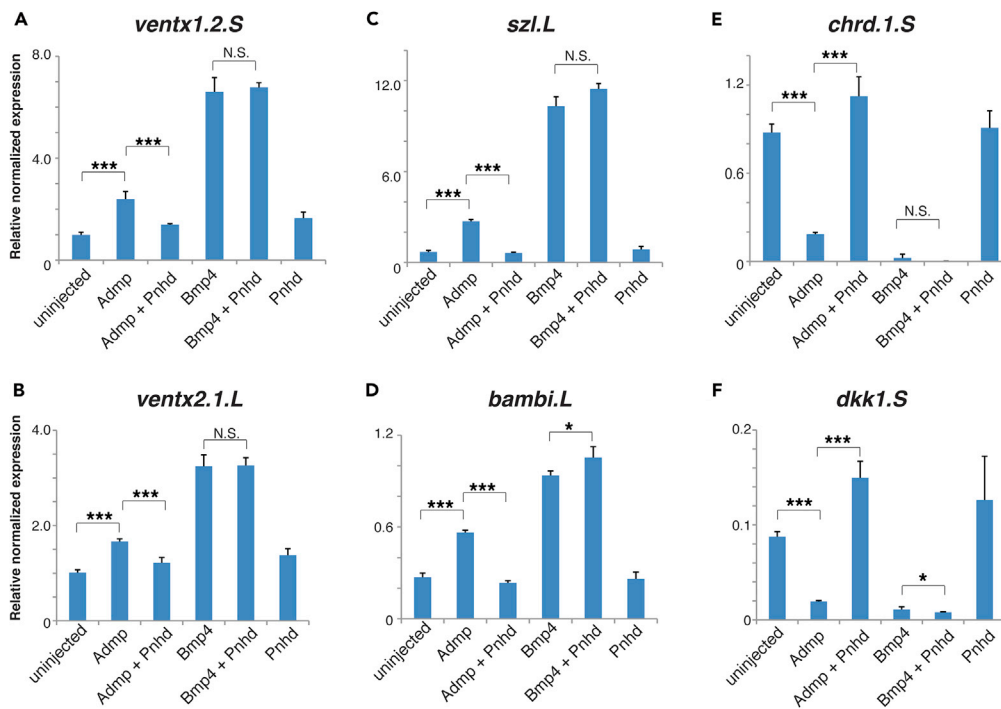 A
ventx1.2.S
Relative normalized expression
8.0
4.0
0
***
***
N.S.
uninjected
Admp
Admp + Pnhd
Bmp4
Bmp4 + Pnhd
Pnhd
B
ventx2.1.L
Relative normalized expression
4.0
2.0
0
***
***
N.S.
uninjected
Admp
Admp + Pnhd
Bmp4
Bmp4 + Pnhd
Pnhd
C
szl.L
12.0
6.0
0
***
***
N.S.
uninjected
Admp
Admp + Pnhd
Bmp4
Bmp4 + Pnhd
Pnhd
D
bambi.L
1.2
0.6
0
***
***
*
uninjected
Admp
Admp + Pnhd
Bmp4
Bmp4 + Pnhd
Pnhd
E
chrd.1.S
1.2
0.6
0
***
***
N.S.
uninjected
Admp
Admp + Pnhd
Bmp4
Bmp4 + Pnhd
Pnhd
F
dkk1.S
0.2
0.1
0
***
***
*
uninjected
Admp
Admp + Pnhd
Bmp4
Bmp4 + Pnhd
Pnhd